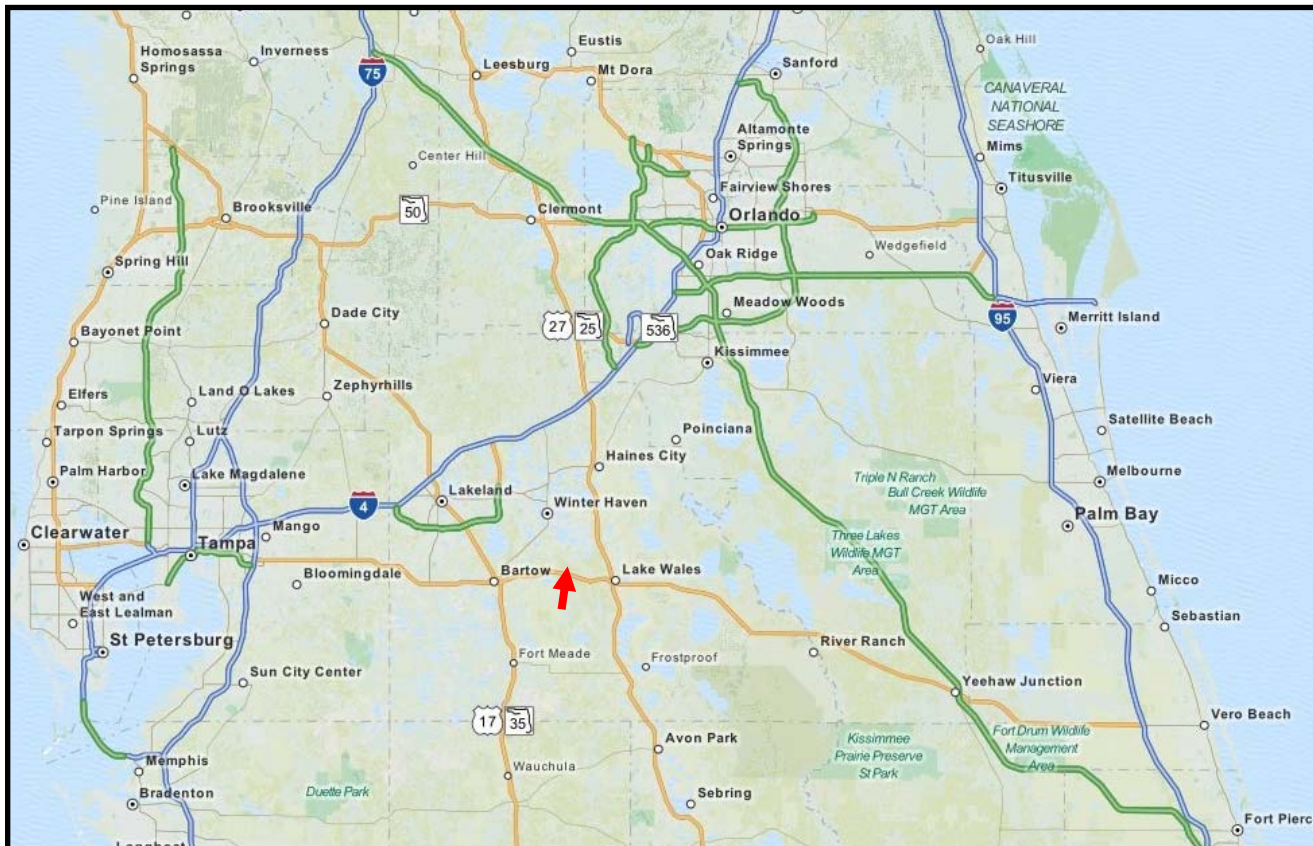 Oak Hill
Homosassa
Springs
Inverness
75
Leesburg
Eustis
Mt Dora
Sanford
CANAVERAL
NATIONAL
SEASHORE
Center Hill
Altamonte
Springs
Mims
Titusville
Pine Island
Brooksville
50
Clermont
Fairview Shores
Orlando
Wedgefield
Spring Hill
Oak Ridge
Meadow Woods
Bayonet Point
Dade City
27
25
536
95
Merritt Island
Kissimmee
Elfers
Land O Lakes
Zephyrhills
Viera
Tarpon Springs
Lutz
Poinciana
Satellite Beach
Palm Harbor
Lake Magdalene
Haines City
Melbourne
4
Lakeland
Winter Haven
Triple N Ranch
Bull Creek Wildlife
MGT Area
Palm Bay
Clearwater
Mango
Tampa
Three Lakes
Wildlife MGT
Area
Bloomingdale
Bartow
Lake Wales
Micco
West and
East Lealman
Sebastian
St Petersburg
River Ranch
Sun City Center
Fort Meade
Frostproof
Yeehaw Junction
17
35
Vero Beach
Avon Park
Kissimmee
Prairie Preserve
St Park
Fort Drum Wildlife
Management
Area
Memphis
Wauchula
Bradenton
Duette Park
Sebring
Fort Pierc